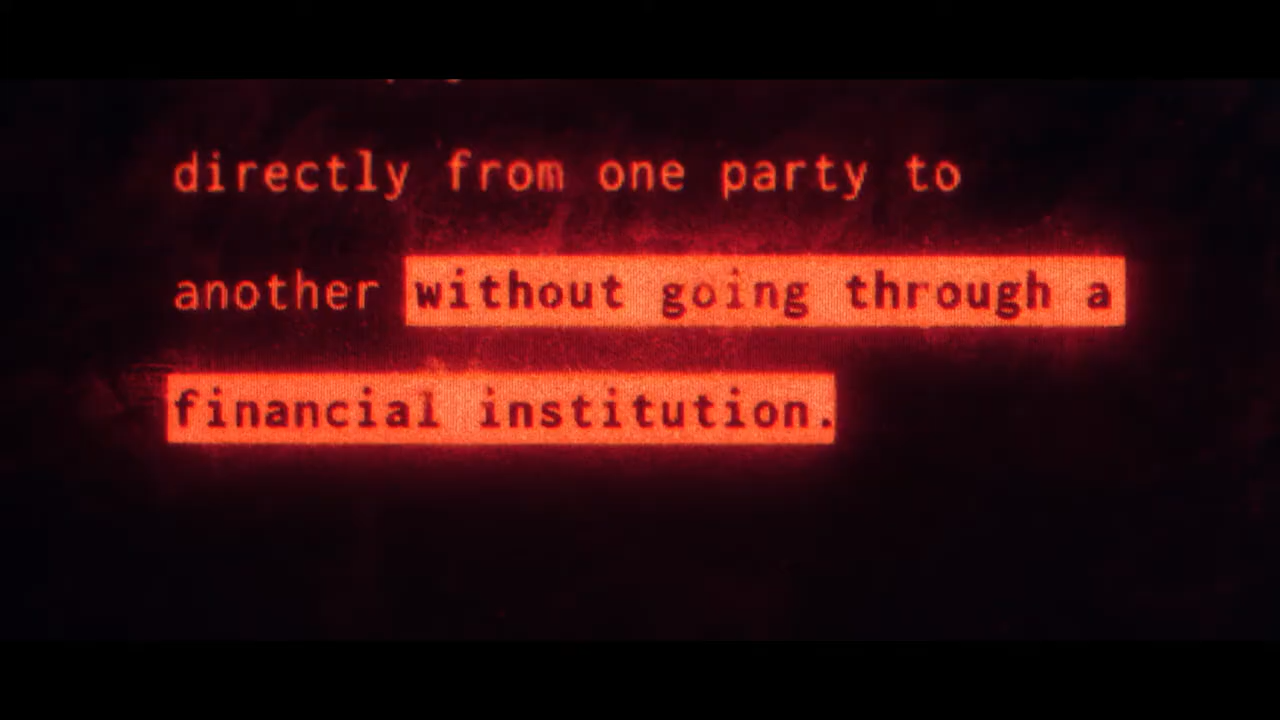 directly from one party to
another without going through a
financial institution.